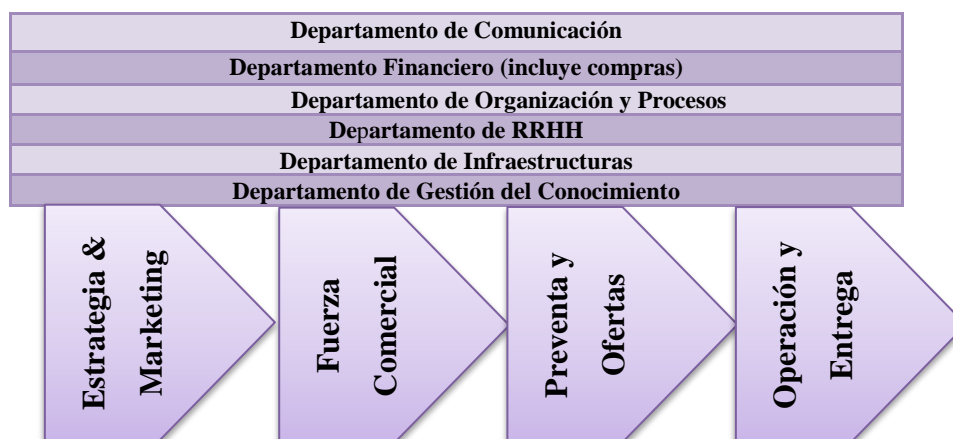 Departamento de Comunicación
Departamento Financiero (incluye compras)
Departamento de Organización y Procesos
Departamento de RRHH
Departamento de Infraestructuras
Departamento de Gestión del Conocimiento
Estrategia &
Marketing
Fuerza
Comercial
Preventa y
Ofertas
Operación y
Entrega